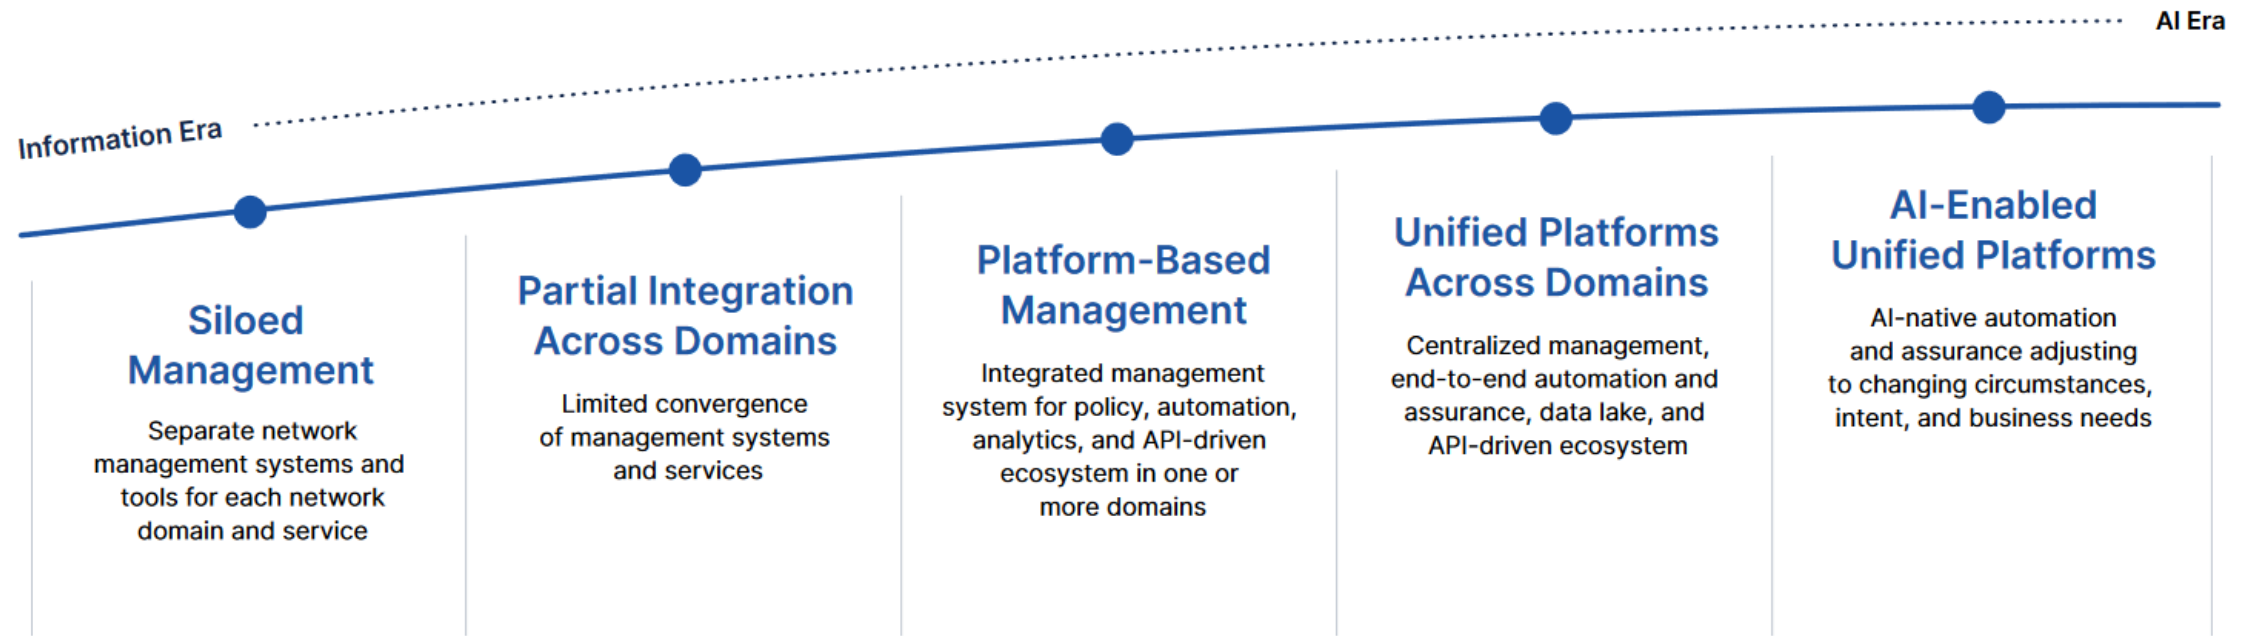 AI Era
Information Era
Siloed
Management
Separate network
management systems and
tools for each network
domain and service
Partial Integration
Across Domains
Limited convergence
of management systems
and services
Platform-Based
Management
Integrated management
system for policy, automation,
analytics, and API-driven
ecosystem in one or
more domains
Unified Platforms
Across Domains
Centralized management,
end-to-end automation and
assurance, data lake, and
API-driven ecosystem
AI-Enabled
Unified Platforms
AI-native automation
and assurance adjusting
to changing circumstances,
intent, and business needs